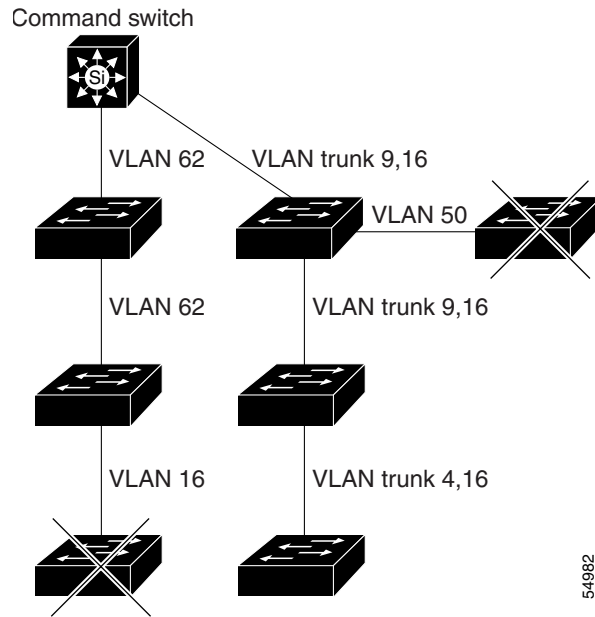 Command switch
Si
VLAN 62
VLAN trunk 9,16
VLAN 50
VLAN 62
VLAN trunk 9,16
VLAN 16
VLAN trunk 4,16
54982